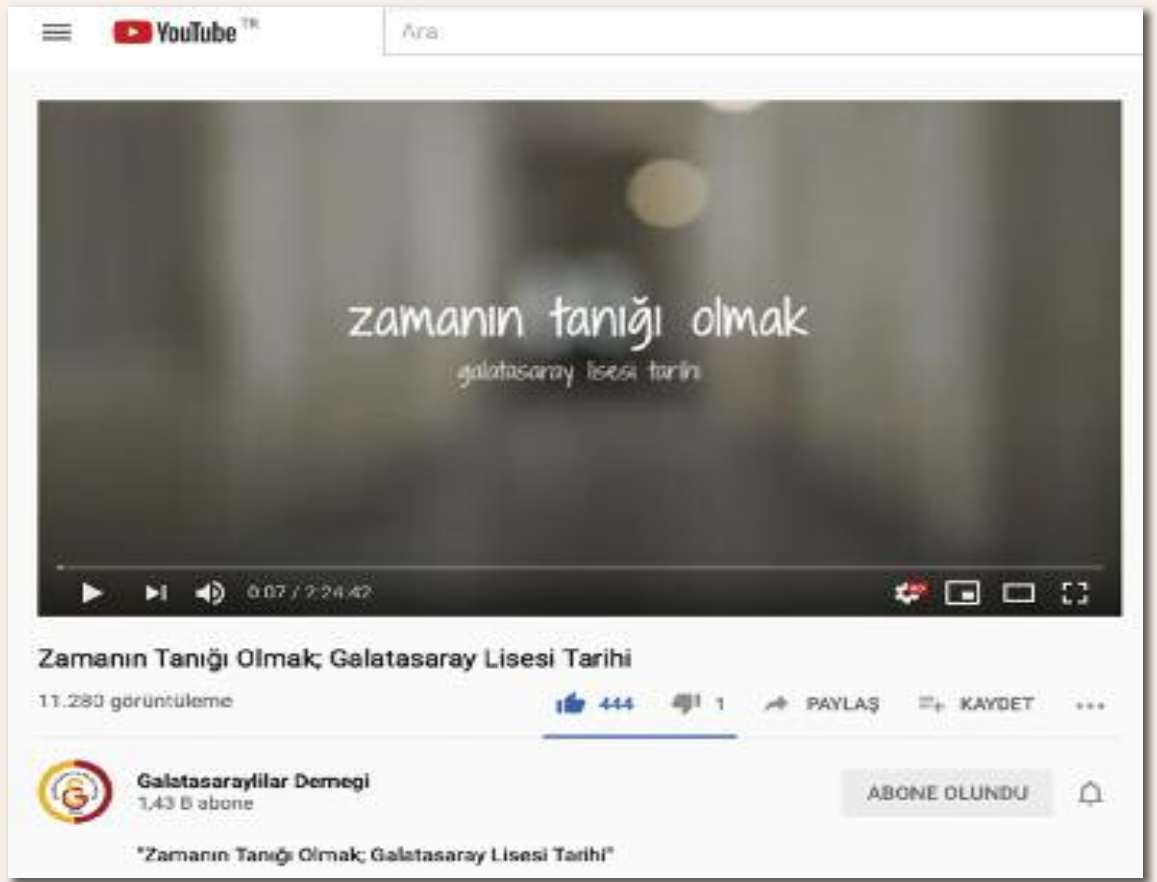 YouTube TR
Ara
zamanın tanığı olmak
galatasaray lisesi tarihi
0:07 / 2:24:42
Zamanın Tanığı Olmak; Galatasaray Lisesi Tarihi
11.280 görüntüleme
444
1
PAYLAŞ
KAYDET
Galatasaraylilar Dernegi
1,43 B abone
ABONE OLUNDU
"Zamanın Tanığı Olmak; Galatasaray Lisesi Tarihi"